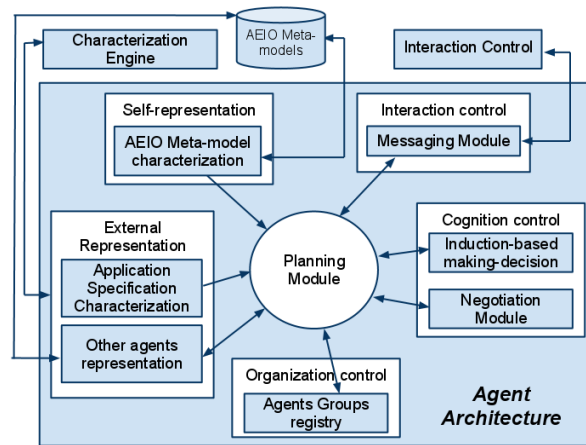 Characterization
Engine
AEIO Meta-
models
Interaction Control
Self-representation
AEIO Meta-model
characterization
Interaction control
Messaging Module
External
Representation
Application
Specification
Characterization
Other agents
representation
Planning
Module
Cognition control
Induction-based
making-decision
Negotiation
Module
Organization control
Agents Groups
registry
Agent
Architecture